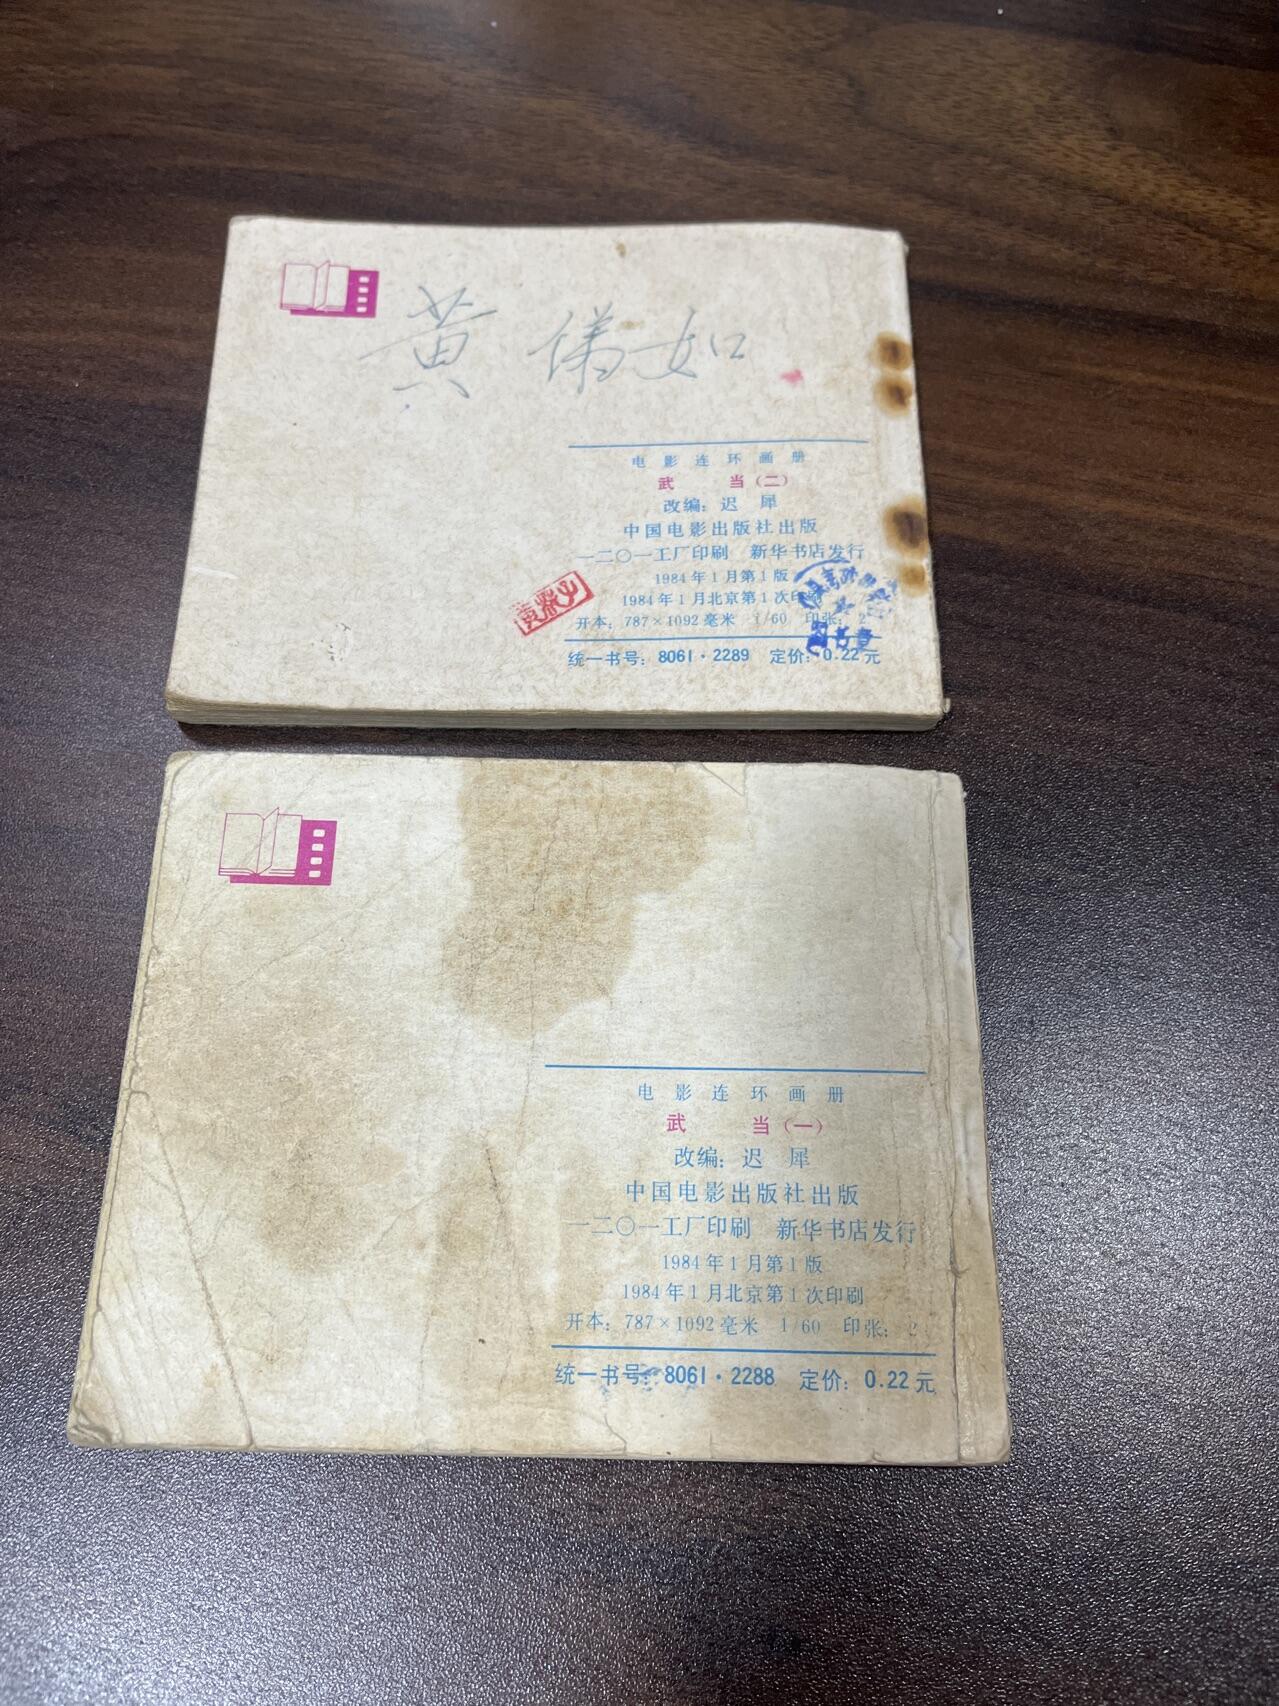 黄 儀如
电影连环画册
武 当(二)
改编：迟 犀
中国电影出版社出版
一二〇一工厂印刷 新华书店发行
1984年1月第1版
1984年1月北京第1次印刷
开本：787×1092毫米 1/60 印张：2
统一书号：8061·2289 定价：0.22元
电影连环画册
武 当(一)
改编：迟 犀
中国电影出版社出版
一二〇一工厂印刷 新华书店发行
1984年1月第1版
1984年1月北京第1次印刷
开本：787×1092毫米 1/60 印张：2
统一书号：8061·2288 定价：0.22元